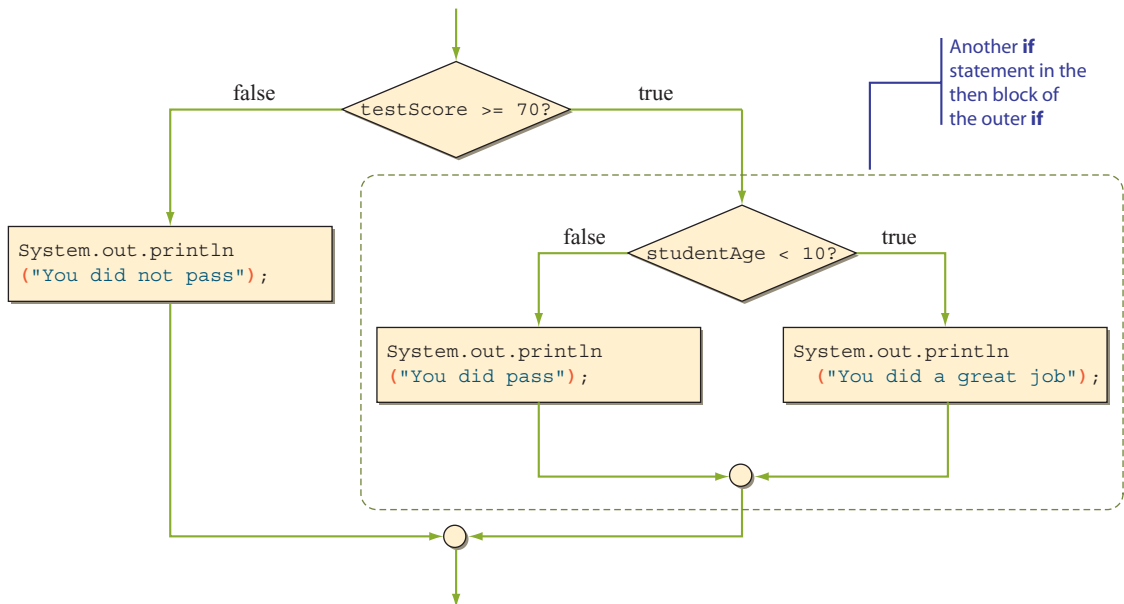 Another if
statement in the
then block of
the outer if
false
testScore >= 70?
true
false
studentAge < 10?
true
System.out.println
("You did not pass");
System.out.println
("You did pass");
System.out.println
("You did a great job");